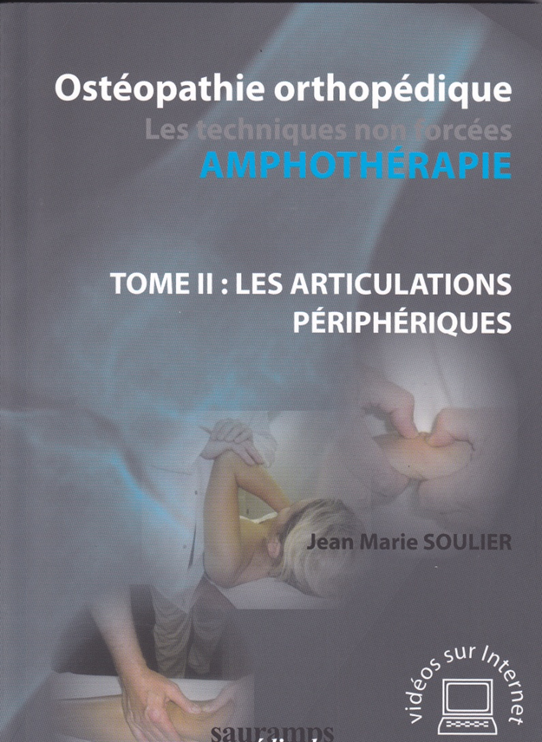 Ostéopathie orthopédique
Les techniques non forcées
AMPHOTHÉRAPIE
TOME II : LES ARTICULATIONS
PÉRIPHÉRIQUES
Jean Marie SOULIER
vidéos sur Internet
sauramps